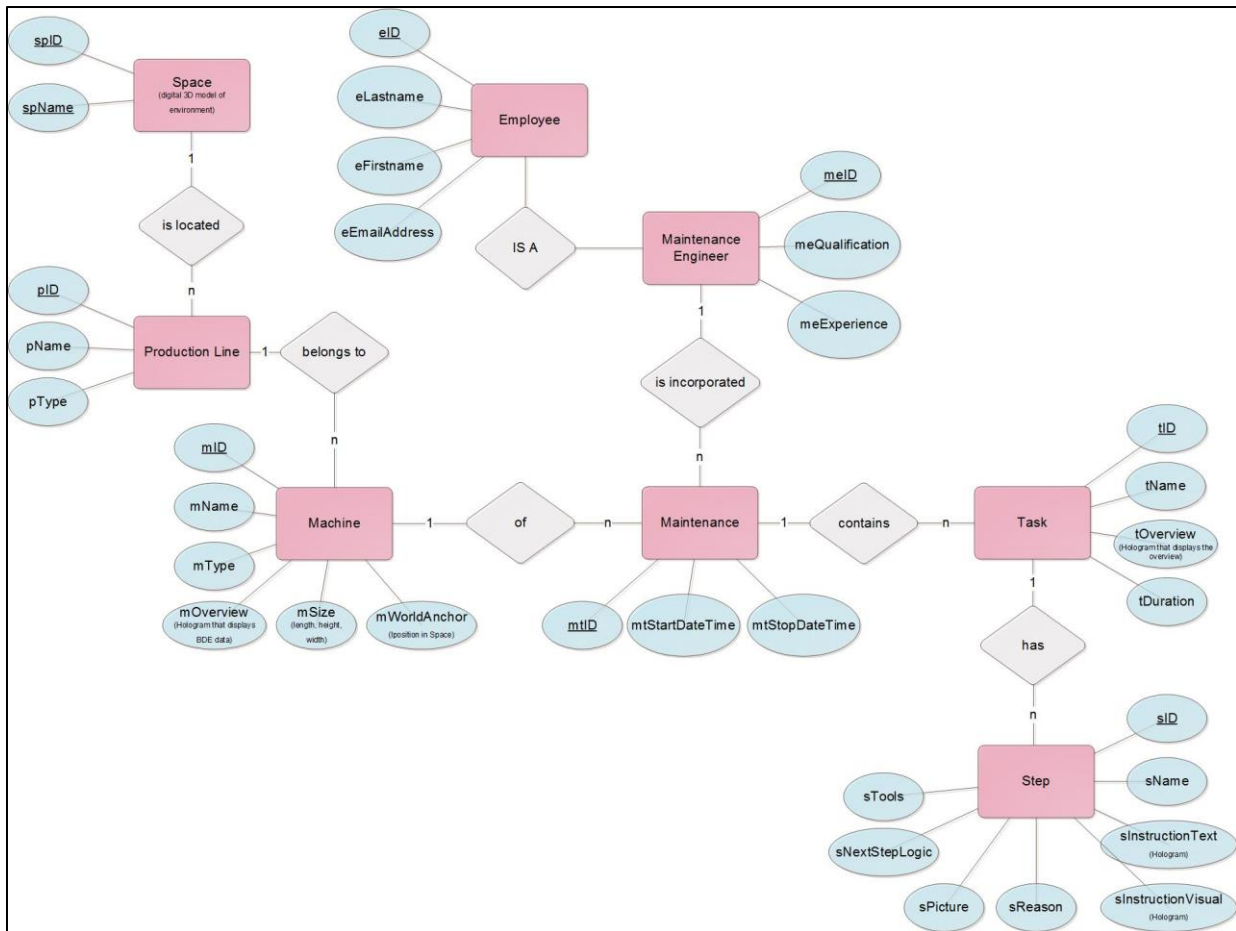 spID
spName
Space
(digital 3D model of
environment)
1
is located
n
pID
pName
pType
Production Line
1
belongs to
n
eID
eLastname
eFirstname
eEmailAddress
Employee
IS A
Maintenance
Engineer
meID
meQualification
meExperience
1
is incorporated
n
mID
mName
mType
mOverview
(Hologram that displays
BDE data)
mSize
(length, height,
width)
mWorldAnchor
(Iposition in Space)
Machine
1
of
n
Maintenance
mtID
mtStartDateTime
mtStopDateTime
1
contains
n
Task
tID
tName
tOverview
(Hologram that displays the
overview)
tDuration
1
has
n
Step
sID
sName
sInstructionText
(Hologram)
sInstructionVisual
(Hologram)
sReason
sPicture
sNextStepLogic
sTools